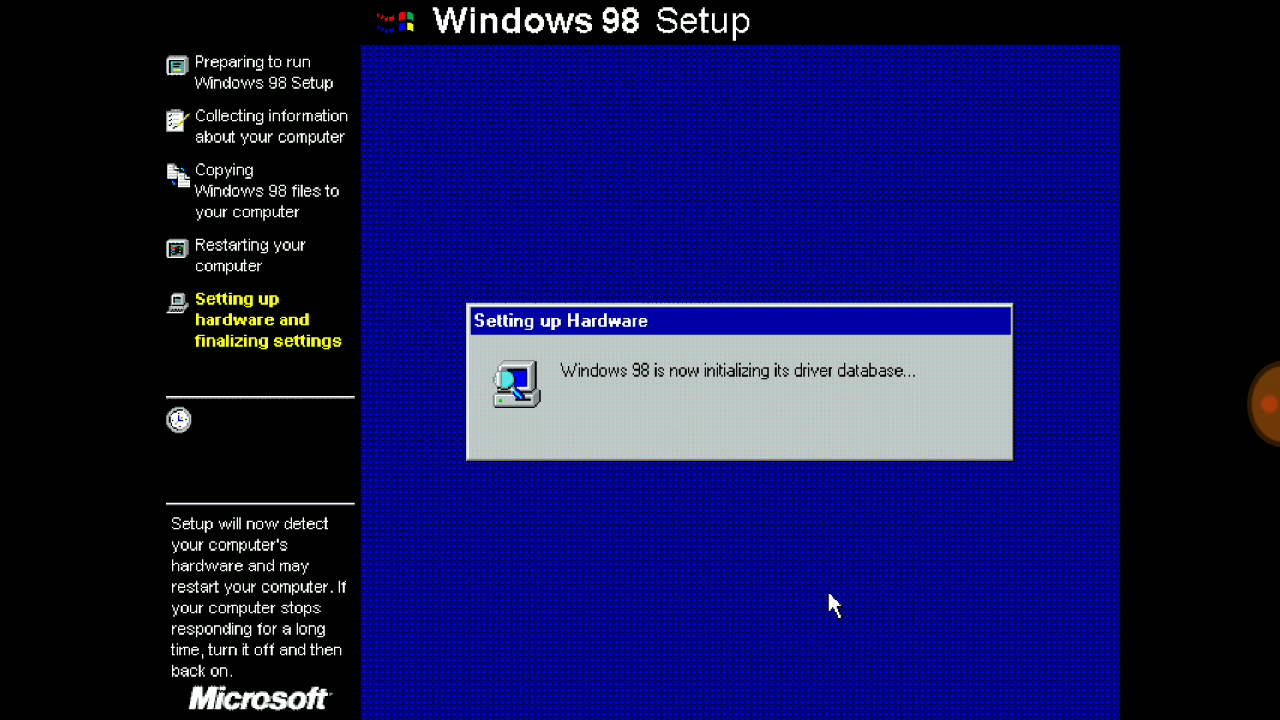 Windows 98 Setup
Preparing to run
Windows 98 Setup
Collecting information
about your computer
Copying
Windows 98 files to
your computer
Restarting your
computer
Setting up
hardware and
finalizing settings
Setting up Hardware
Windows 98 is now initializing its driver database...
Setup will now detect
your computer's
hardware and may
restart your computer. If
your computer stops
responding for a long
time, turn it off and then
back on.
Microsoft